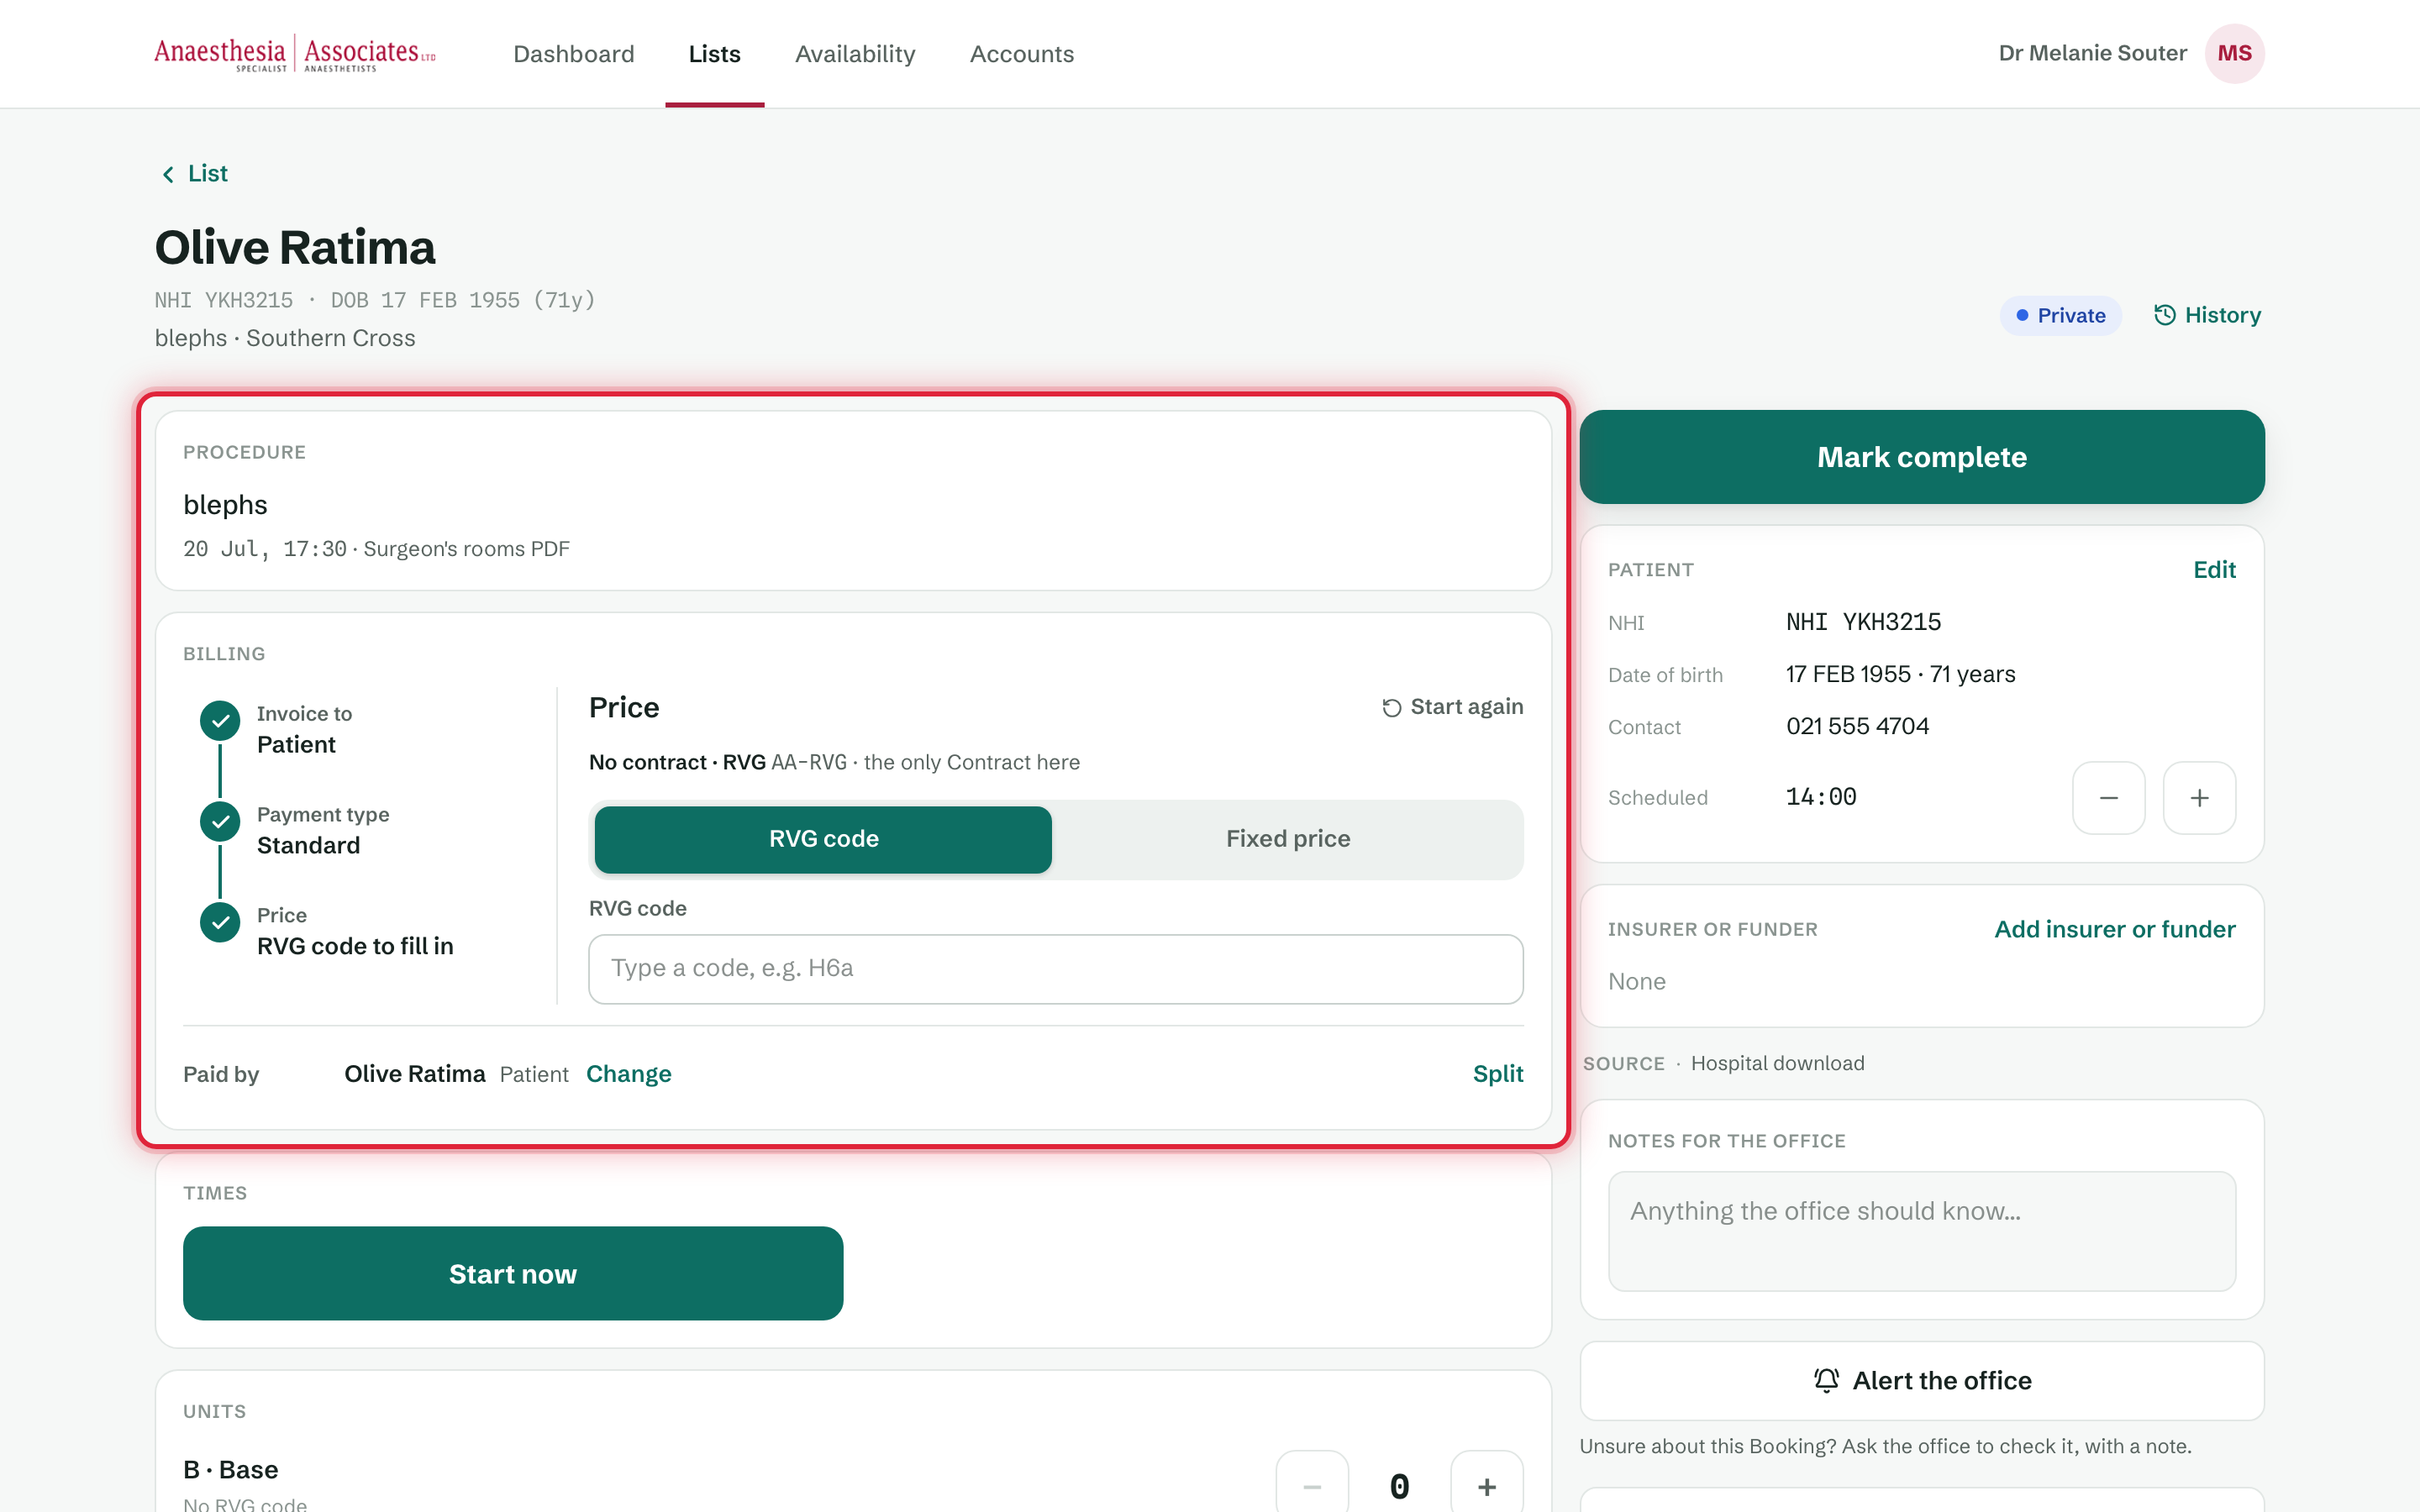 Anaesthesia | Associates LTD
SPECIALIST ANAESTHETISTS
Dashboard
Lists
Availability
Accounts
Dr Melanie Souter
MS
List
Olive Ratima
NHI YKH3215 · DOB 17 FEB 1955 (71y)
blephs · Southern Cross
Private
History
PROCEDURE
blephs
20 Jul, 17:30 · Surgeon's rooms PDF
BILLING
Invoice to
Patient
Payment type
Standard
Price
RVG code to fill in
Price
Start again
No contract · RVG AA-RVG · the only Contract here
RVG code
Fixed price
RVG code
Type a code, e.g. H6a
Paid by
Olive Ratima Patient Change
Split
TIMES
Start now
UNITS
B · Base
No RVG code
0
Mark complete
PATIENT
Edit
NHI
NHI YKH3215
Date of birth
17 FEB 1955 · 71 years
Contact
021 555 4704
Scheduled
14:00
INSURER OR FUNDER
Add insurer or funder
None
SOURCE · Hospital download
NOTES FOR THE OFFICE
Anything the office should know...
Alert the office
Unsure about this Booking? Ask the office to check it, with a note.